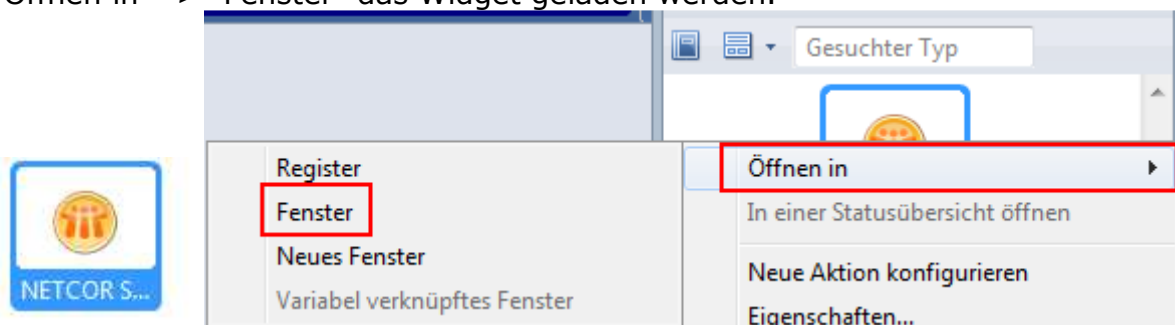 Öffnen in" -> "Fenster" das Widget geladen werden.
Gesuchter Typ
NETCOR S...
Register
Fenster
Neues Fenster
Variabel verknüpftes Fenster
Öffnen in
In einer Statusübersicht öffnen
Neue Aktion konfigurieren
Eigenschaften...